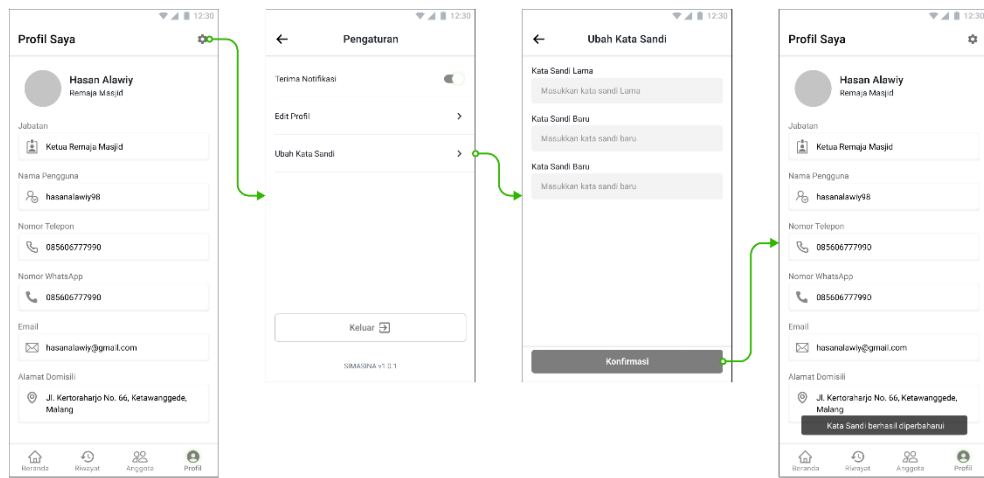 12:30
Profil Saya
Hasan Alawiy
Remaja Masjid
Jabatan
Ketua Remaja Masjid
Nama Pengguna
hasanalawiy98
Nomor Telepon
085606777990
Nomor WhatsApp
085606777990
Email
hasanalawiy@gmail.com
Alamat Domisili
Jl. Kertoraharjo No. 66, Ketawanggede,
Malang
Beranda Riwayat Anggota Profil
12:30
Pengaturan
Terima Notifikasi
Edit Profil
Ubah Kata Sandi
Keluar
SIMASINA v1.0.1
12:30
Ubah Kata Sandi
Kata Sandi Lama
Masukkan kata sandi Lama
Kata Sandi Baru
Masukkan kata sandi baru
Kata Sandi Baru
Masukkan kata sandi baru
Konfirmasi
12:30
Profil Saya
Hasan Alawiy
Remaja Masjid
Jabatan
Ketua Remaja Masjid
Nama Pengguna
hasanalawiy98
Nomor Telepon
085606777990
Nomor WhatsApp
085606777990
Email
hasanalawiy@gmail.com
Alamat Domisili
Jl. Kertoraharjo No. 66, Ketawanggede,
Malang
Kata Sandi berhasil diperbaharui
Beranda Riwayat Anggota Profil